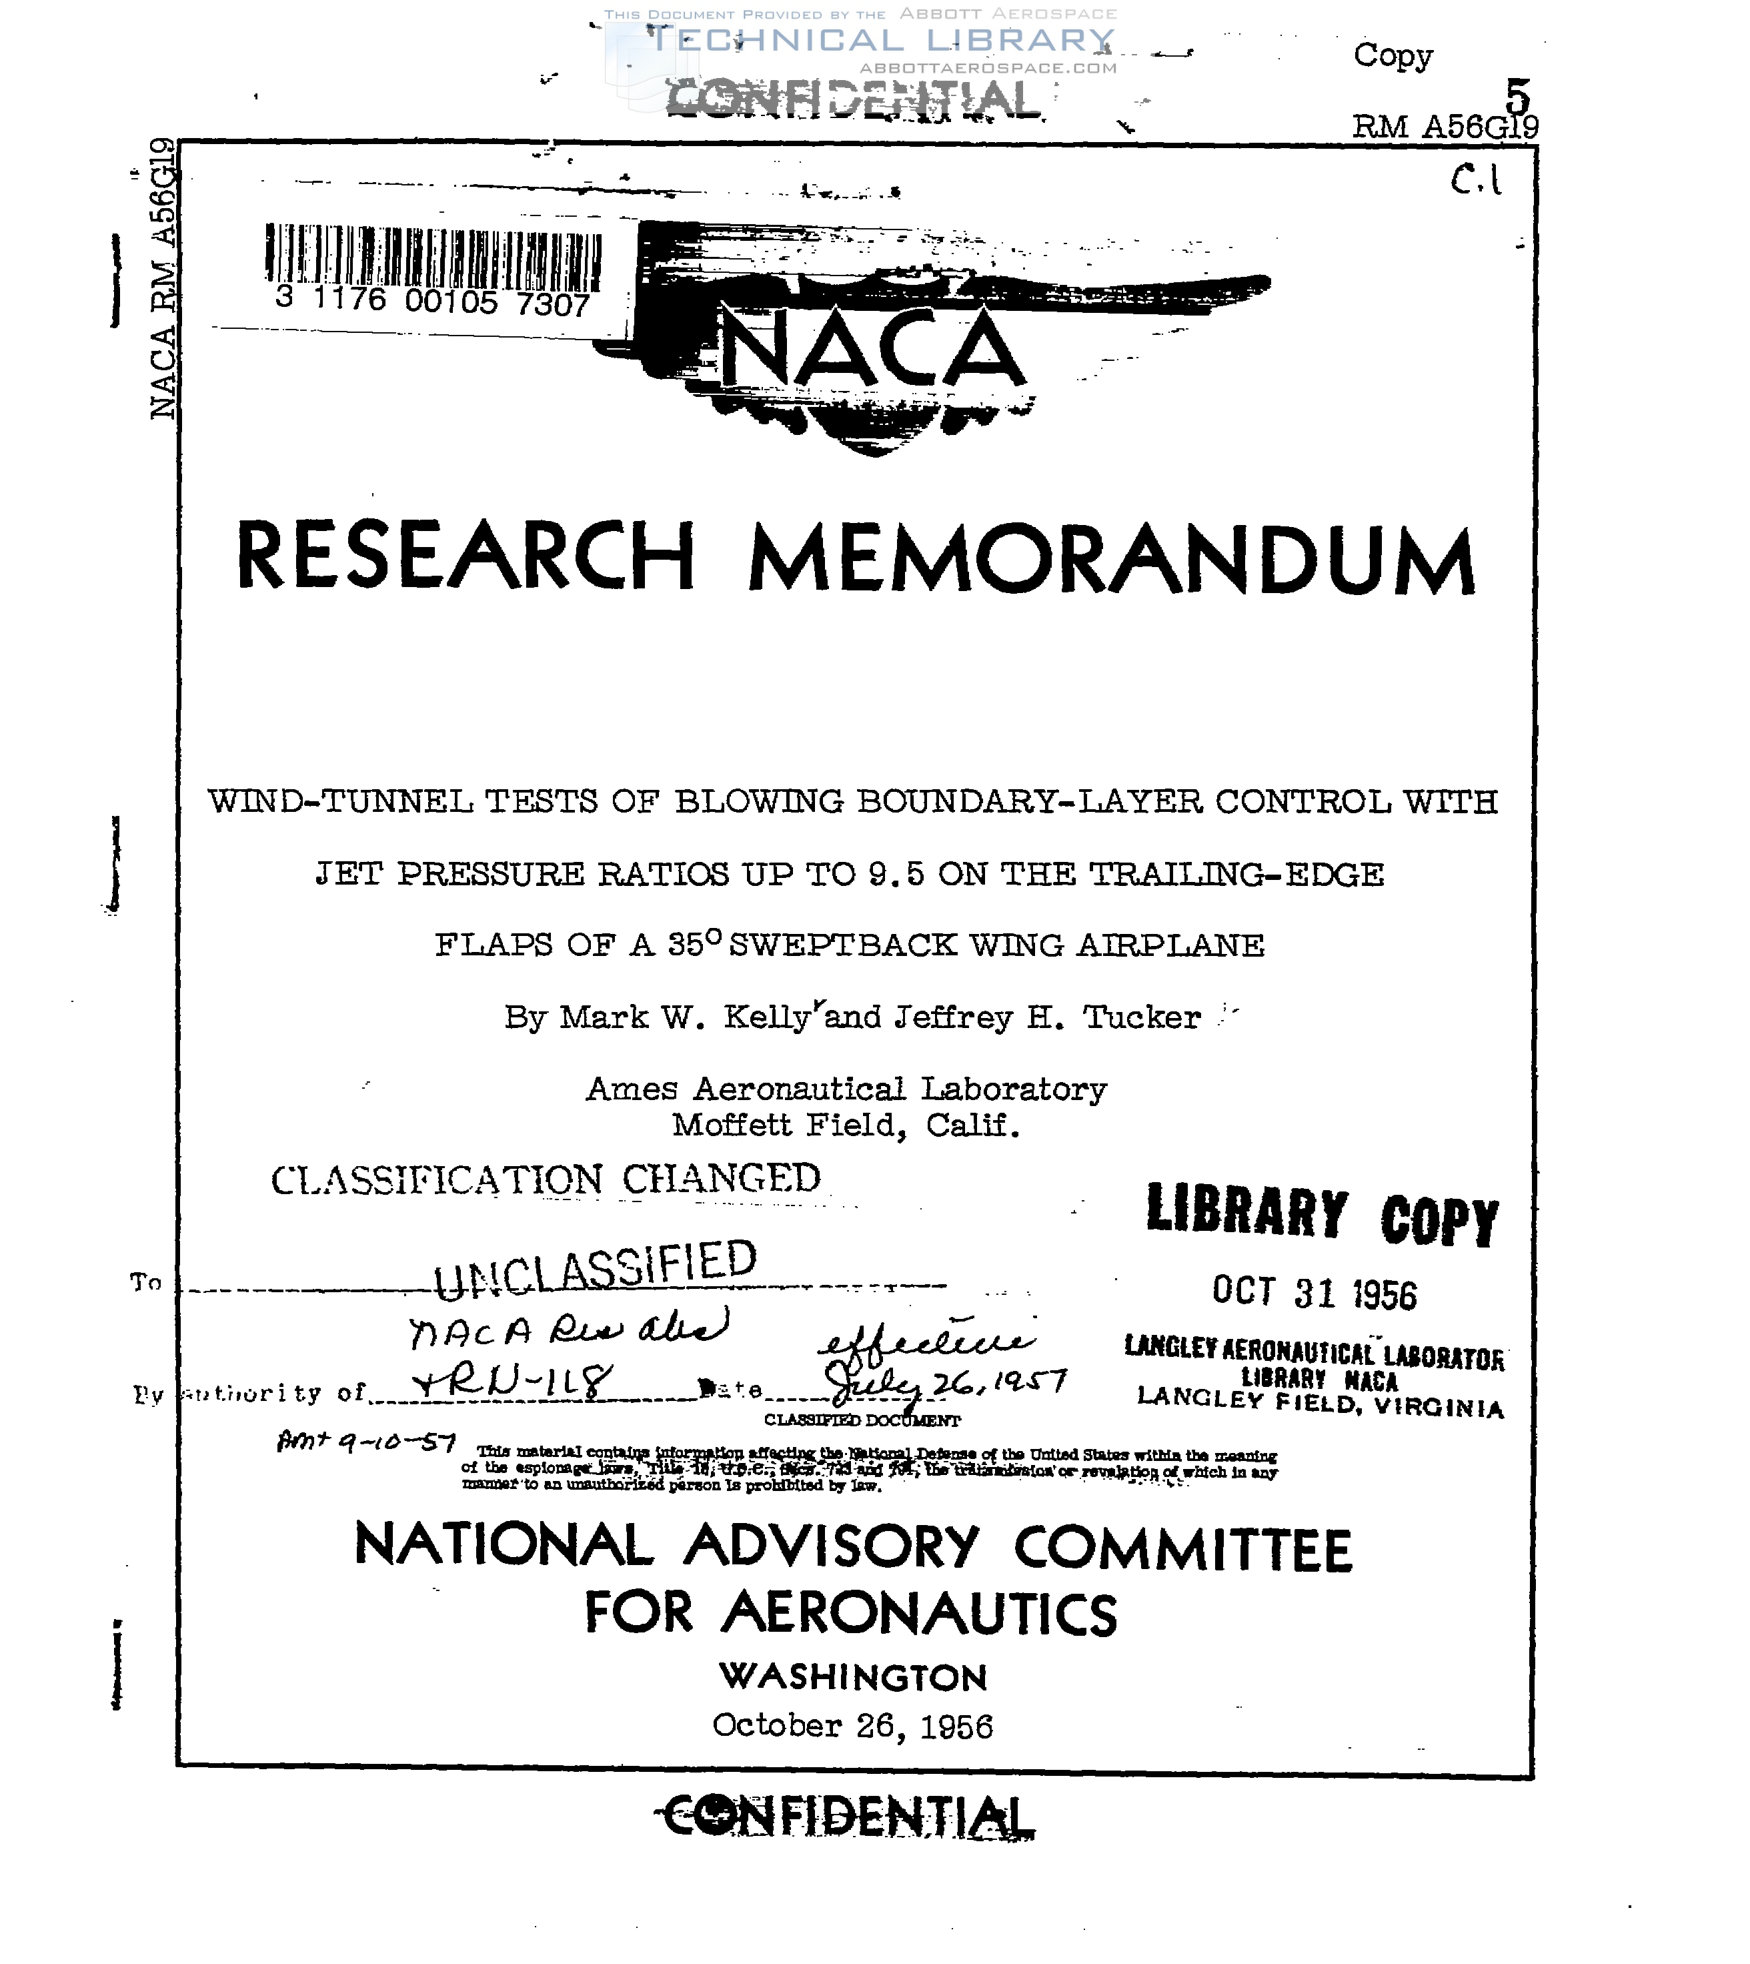 THIS DOCUMENT PROVIDED BY THE ABBOTT AEROSPACE
TECHNICAL LIBRARY
ABBOTTAEROSPACE.COM
CONFIDENTIAL
Copy
5
RM A56G19
NACA RM A56G19
C.1
3 1176 00105 7307
NACA
RESEARCH MEMORANDUM
WIND-TUNNEL TESTS OF BLOWING BOUNDARY-LAYER CONTROL WITH
JET PRESSURE RATIOS UP TO 9.5 ON THE TRAILING-EDGE
FLAPS OF A 35° SWEPTBACK WING AIRPLANE
By Mark W. Kelly and Jeffrey H. Tucker
Ames Aeronautical Laboratory
Moffett Field, Calif.
CLASSIFICATION CHANGED
LIBRARY COPY
To UNCLASSIFIED
OCT 31 1956
NACA Res abs effective
LANGLEY AERONAUTICAL LABORATOR
LIBRARY NACA
LANGLEY FIELD, VIRGINIA
By authority of +RN-118 Date July 26, 1957
CLASSIFIED DOCUMENT
Amt 9-10-57
This material contains information affecting the National Defense of the United States within the meaning
of the espionage laws, Title 18, U.S.C., Secs. 793 and 794, the transmission or revelation of which in any
manner to an unauthorized person is prohibited by law.
NATIONAL ADVISORY COMMITTEE
FOR AERONAUTICS
WASHINGTON
October 26, 1956
CONFIDENTIAL